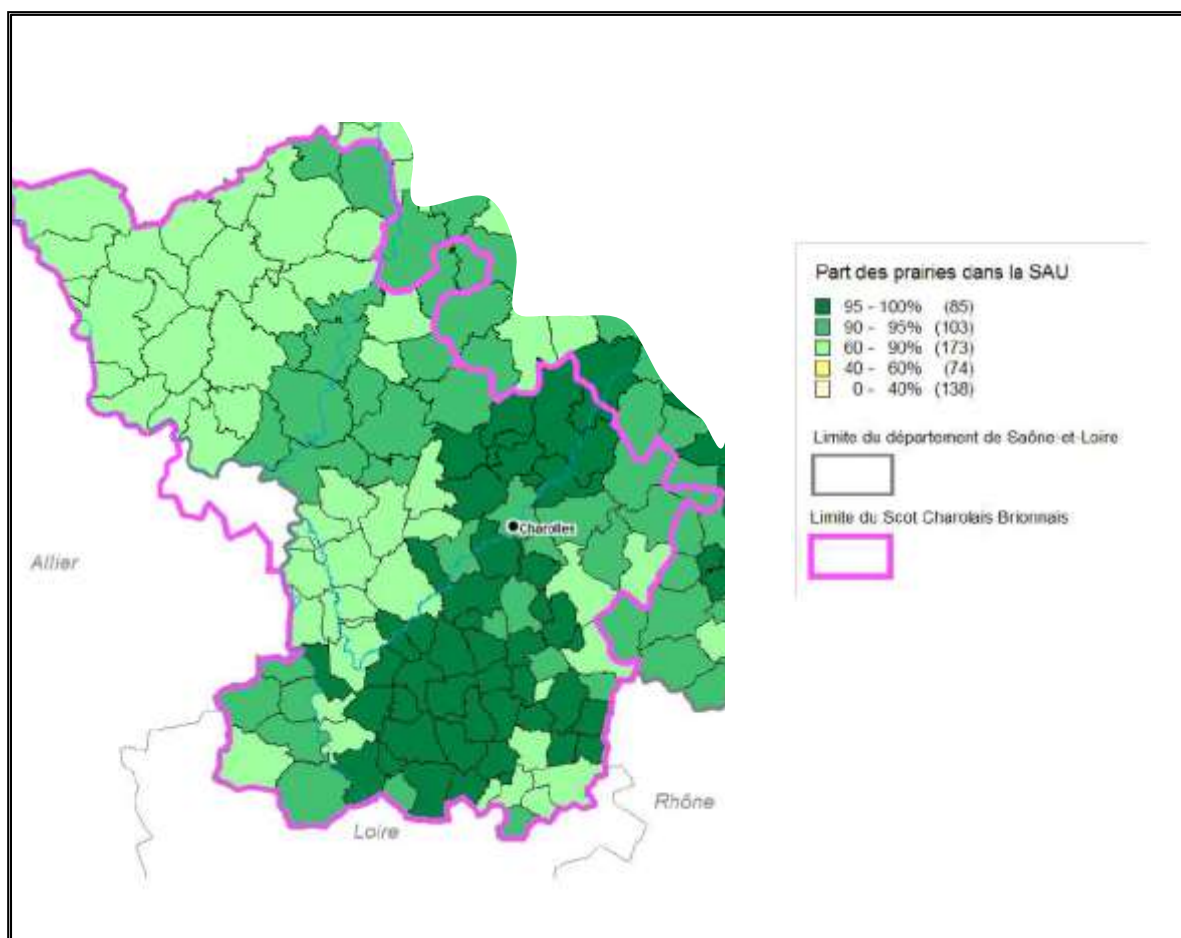 Part des prairies dans la SAU
95 - 100% (85)
90 - 95% (103)
60 - 90% (173)
40 - 60% (74)
0 - 40% (138)
Limite du département de Saône-et-Loire
Limite du Scot Charolais Brionnais
Charolles
Allier
Rhône
Loire